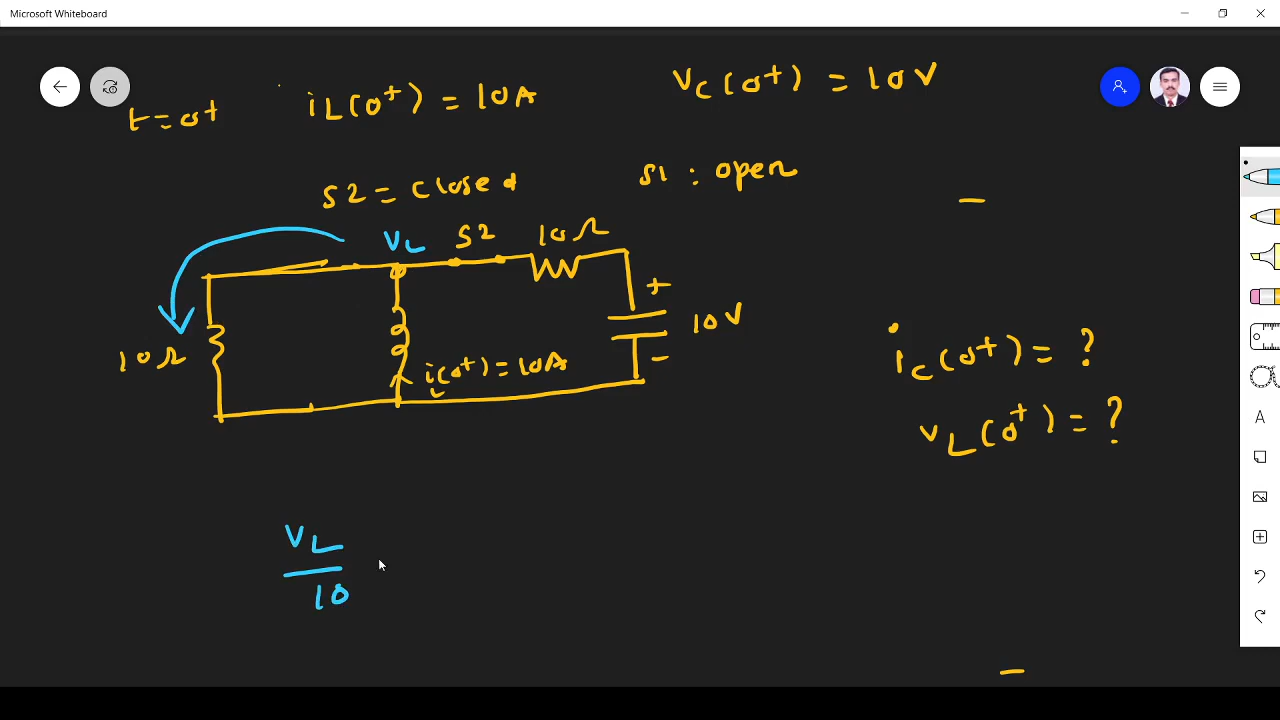 Microsoft Whiteboard
t=0+
iL(0+) = 10A
vc(0+) = 10V
S2 = Closed
S1 : open
VL
S2
10Ω
+
10V
-
10Ω
iL(0+) = 10A
ic(0+) = ?
vL(0+) = ?
VL
10
A